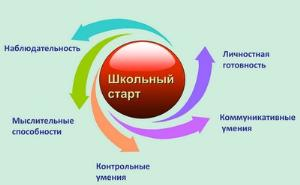 Наблюдательность
Личностная
готовность
Школьный
старт
Мыслительные
способности
Коммуникативные
умения
Контрольные
умения